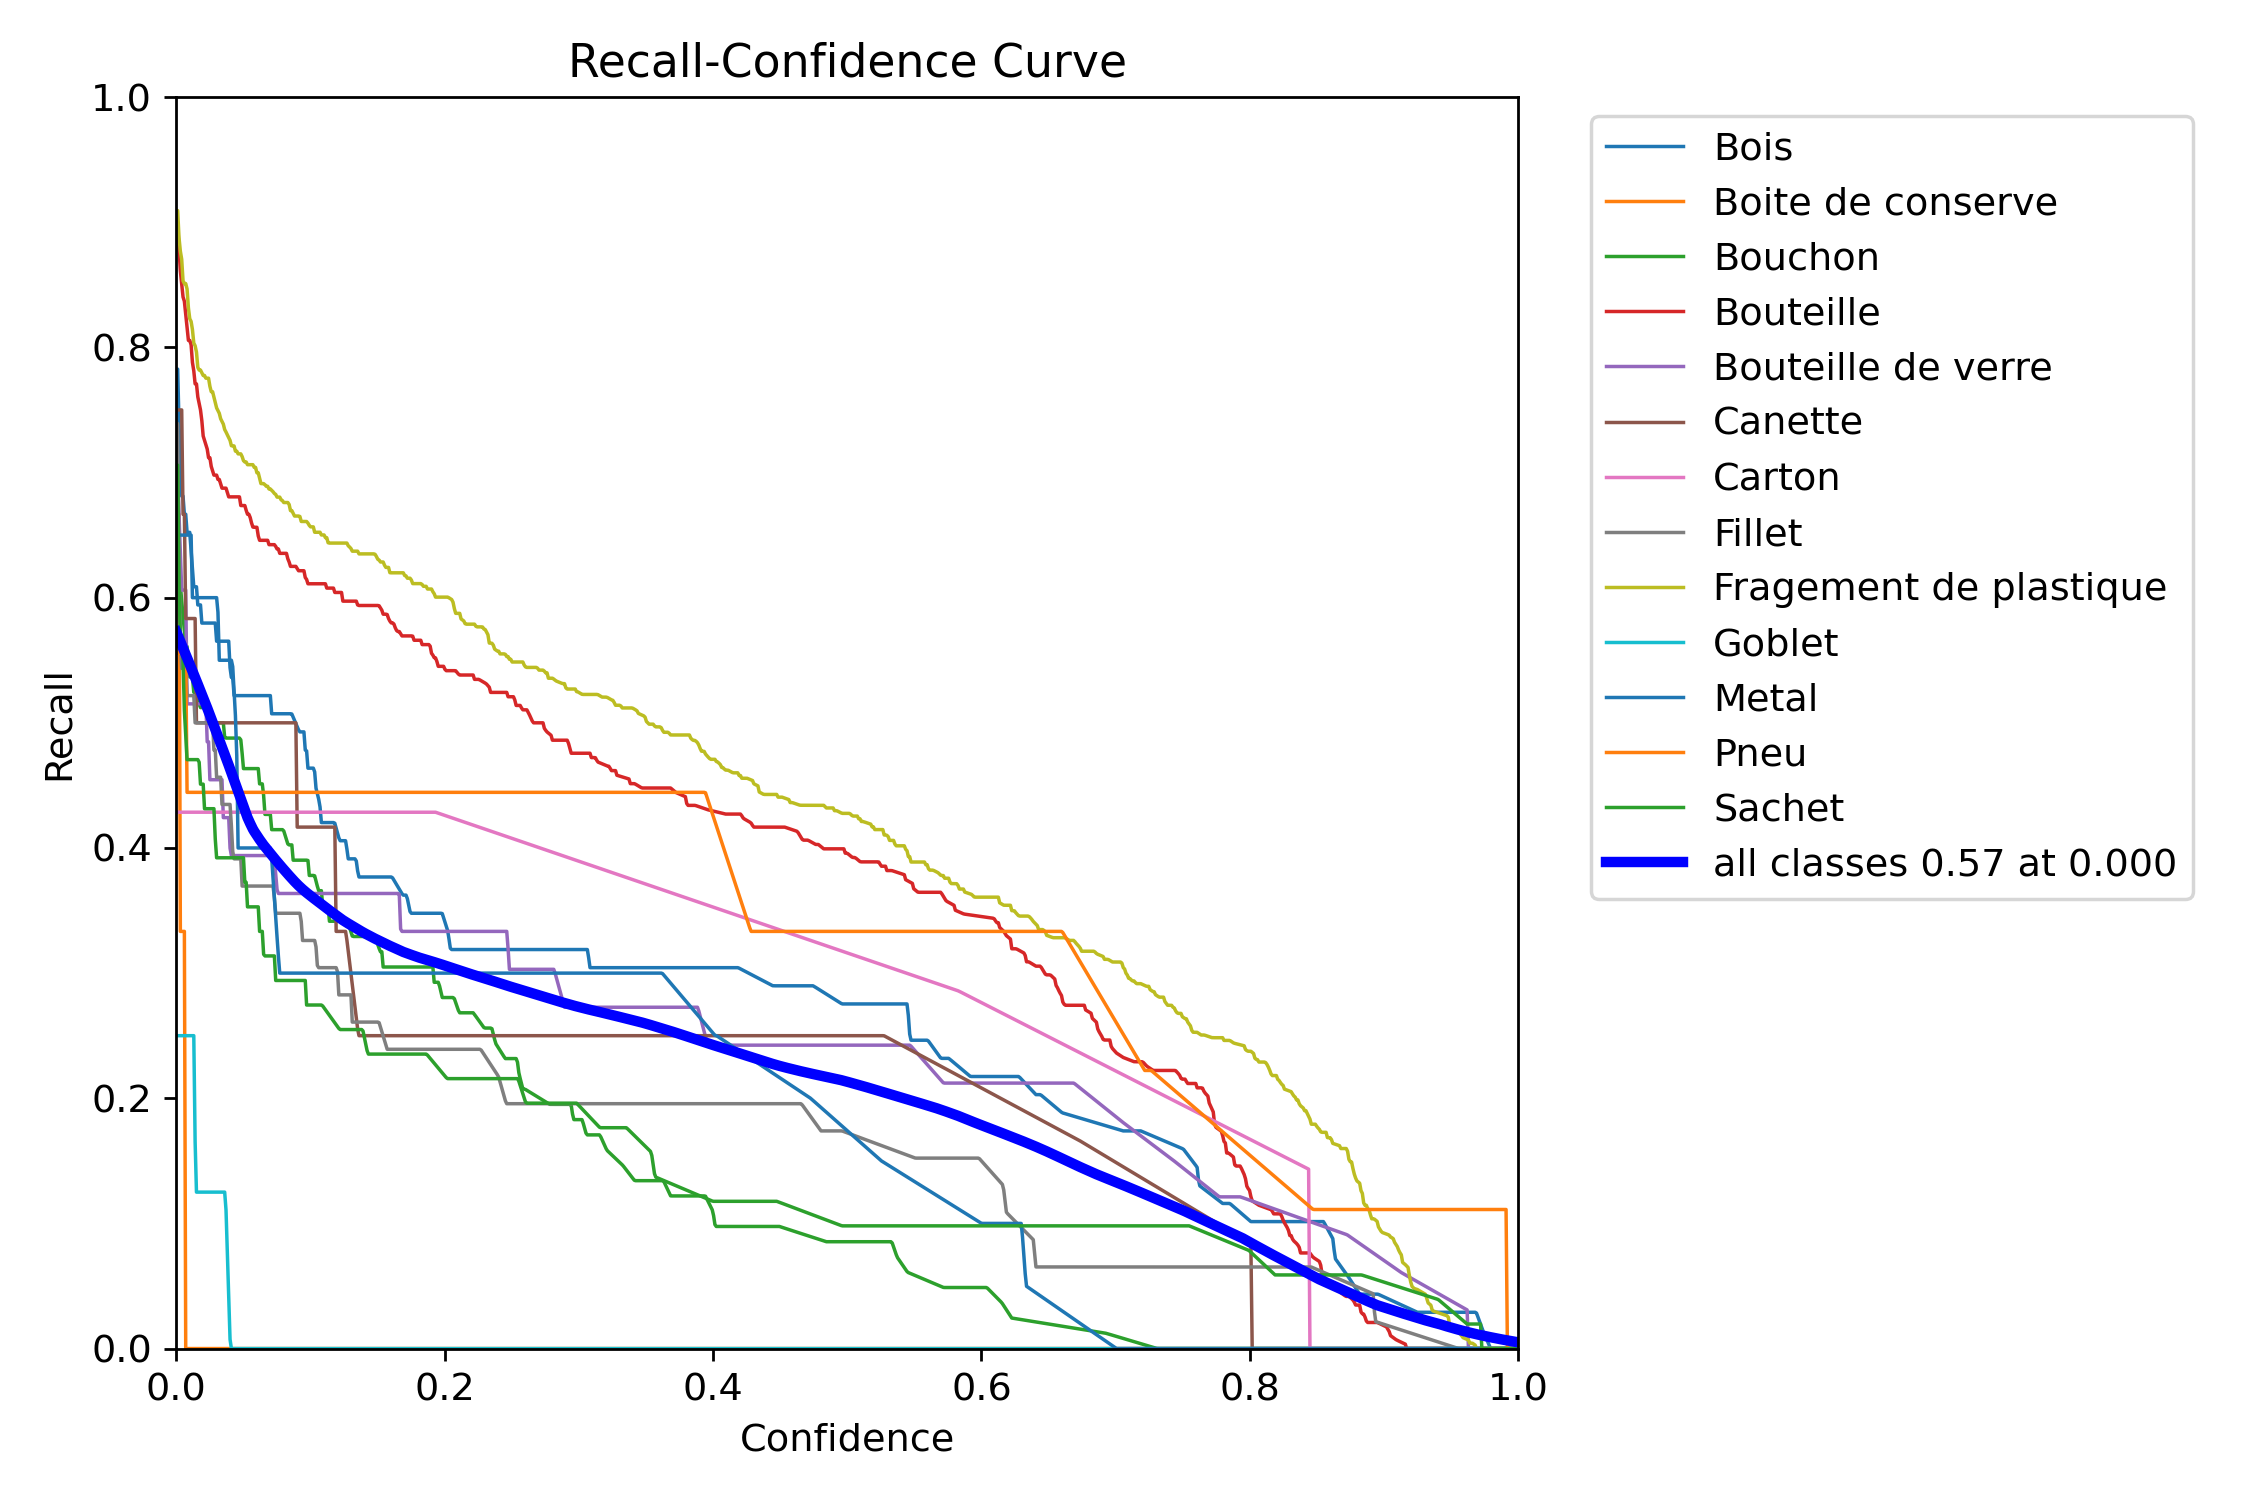 Recall-Confidence Curve
1.0
0.8
0.6
0.4
0.2
0.0
Recall
0.0 0.2 0.4 0.6 0.8 1.0
Confidence
Bois
Boite de conserve
Bouchon
Bouteille
Bouteille de verre
Canette
Carton
Fillet
Fragement de plastique
Goblet
Metal
Pneu
Sachet
all classes 0.57 at 0.000